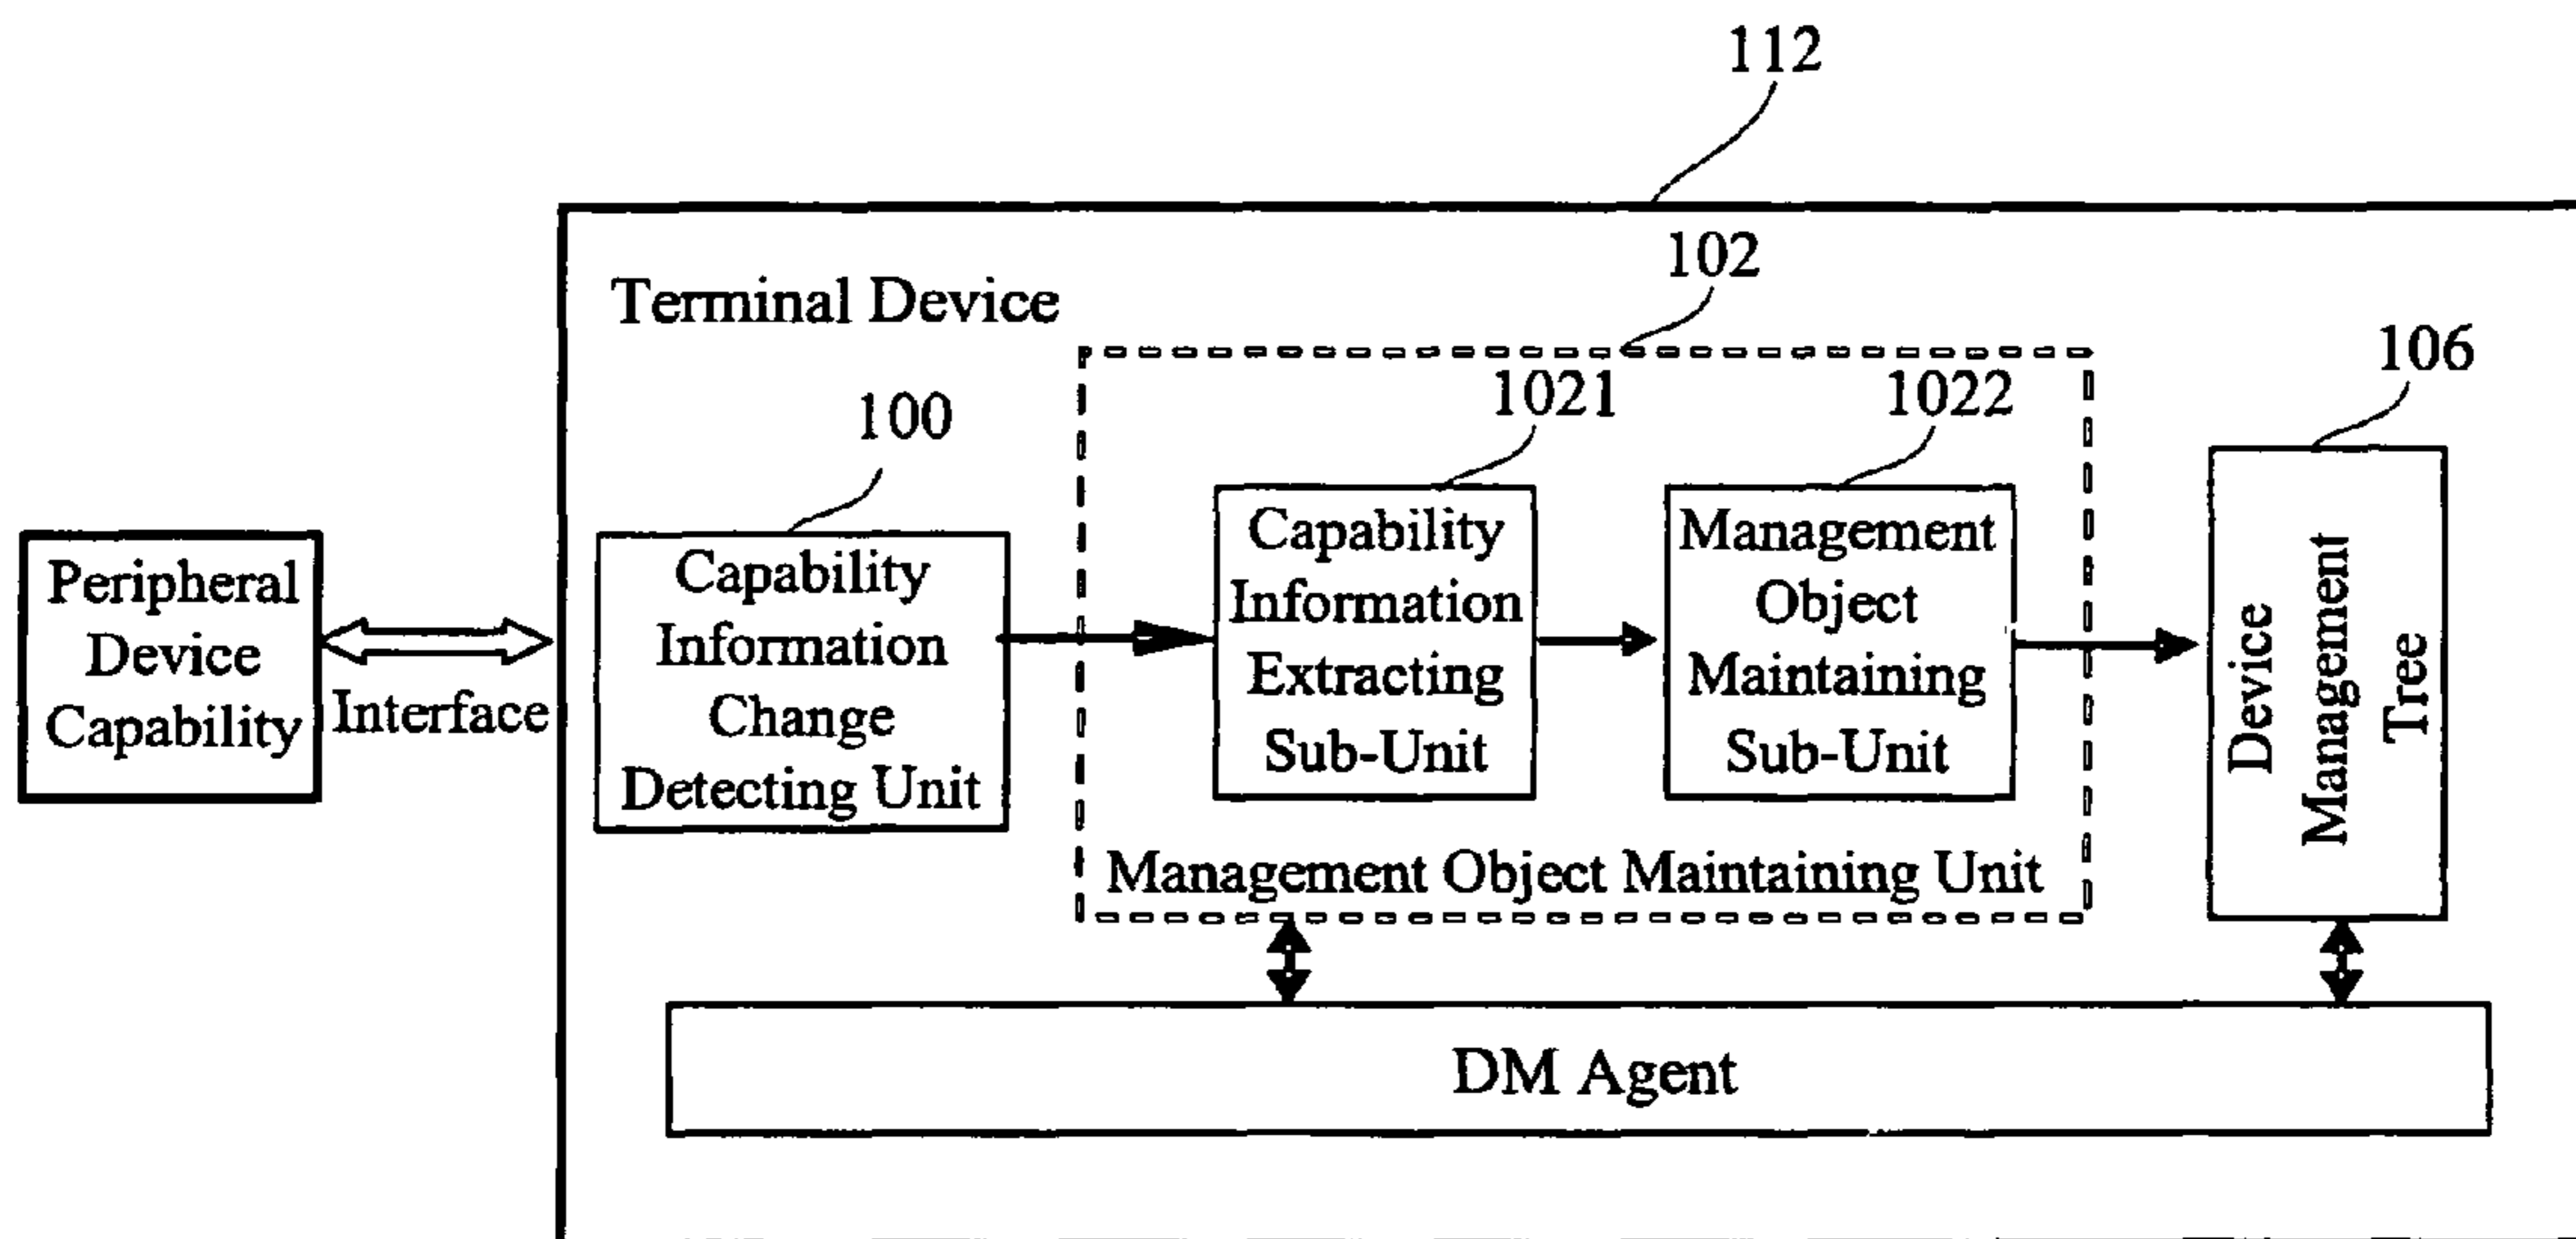 112
102
Terminal Device
106
1021
1022
100
Peripheral
Device
Capability
Interface
Capability
Information
Change
Detecting Unit
Capability
Information
Extracting
Sub-Unit
Management
Object
Maintaining
Sub-Unit
Management Object Maintaining Unit
Device
Management
Tree
DM Agent